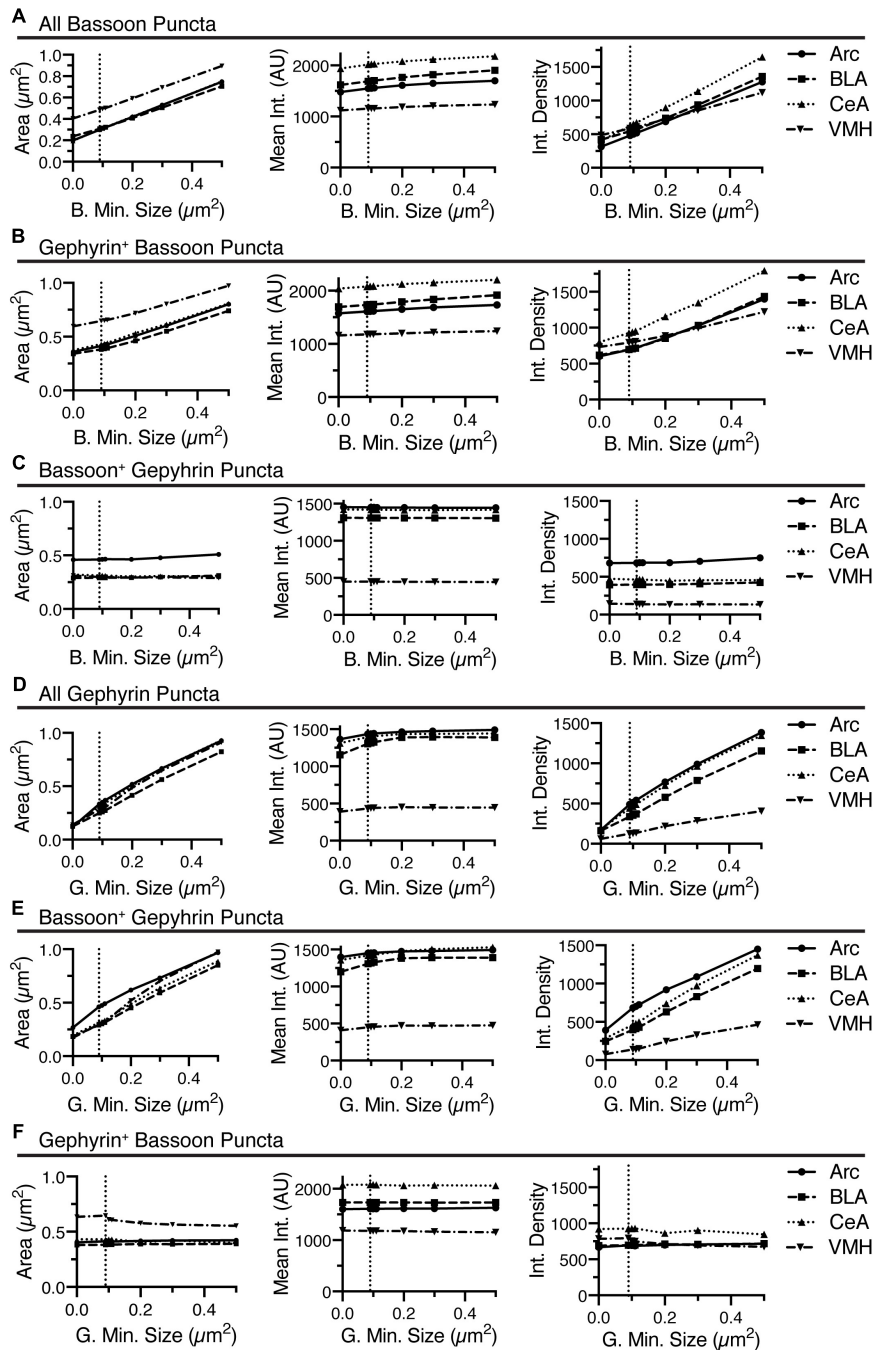 A All Bassoon Puncta
Area (µm²)
1.0
0.8
0.6
0.4
0.2
0.0
0.0 0.2 0.4
B. Min. Size (µm²)
Mean Int. (AU)
2000
1000
0
0.0 0.2 0.4
B. Min. Size (µm²)
Int. Density
1500
1000
500
0
0.0 0.2 0.4
B. Min. Size (µm²)
Arc
BLA
CeA
VMH
B Gephyrin⁺ Bassoon Puncta
Area (µm²)
1.0
0.5
0.0
0.0 0.2 0.4
B. Min. Size (µm²)
Mean Int. (AU)
2000
1000
0
0.0 0.2 0.4
B. Min. Size (µm²)
Int. Density
1500
1000
500
0
0.0 0.2 0.4
B. Min. Size (µm²)
Arc
BLA
CeA
VMH
C Bassoon⁺ Gepyhrin Puncta
Area (µm²)
1.0
0.5
0.0
0.0 0.2 0.4
B. Min. Size (µm²)
Mean Int. (AU)
1500
1000
500
0
0.0 0.2 0.4
B. Min. Size (µm²)
Int. Density
1500
1000
500
0
0.0 0.2 0.4
B. Min. Size (µm²)
Arc
BLA
CeA
VMH
D All Gephyrin Puncta
Area (µm²)
1.0
0.5
0.0
0.0 0.2 0.4
G. Min. Size (µm²)
Mean Int. (AU)
1500
1000
500
0
0.0 0.2 0.4
G. Min. Size (µm²)
Int. Density
1500
1000
500
0
0.0 0.2 0.4
G. Min. Size (µm²)
Arc
BLA
CeA
VMH
E Bassoon⁺ Gepyhrin Puncta
Area (µm²)
1.0
0.5
0.0
0.0 0.2 0.4
G. Min. Size (µm²)
Mean Int. (AU)
1500
1000
500
0
0.0 0.2 0.4
G. Min. Size (µm²)
Int. Density
1500
1000
500
0
0.0 0.2 0.4
G. Min. Size (µm²)
Arc
BLA
CeA
VMH
F Gephyrin⁺ Bassoon Puncta
Area (µm²)
1.0
0.5
0.0
0.0 0.2 0.4
G. Min. Size (µm²)
Mean Int. (AU)
2000
1000
0
0.0 0.2 0.4
G. Min. Size (µm²)
Int. Density
1500
1000
500
0
0.0 0.2 0.4
G. Min. Size (µm²)
Arc
BLA
CeA
VMH